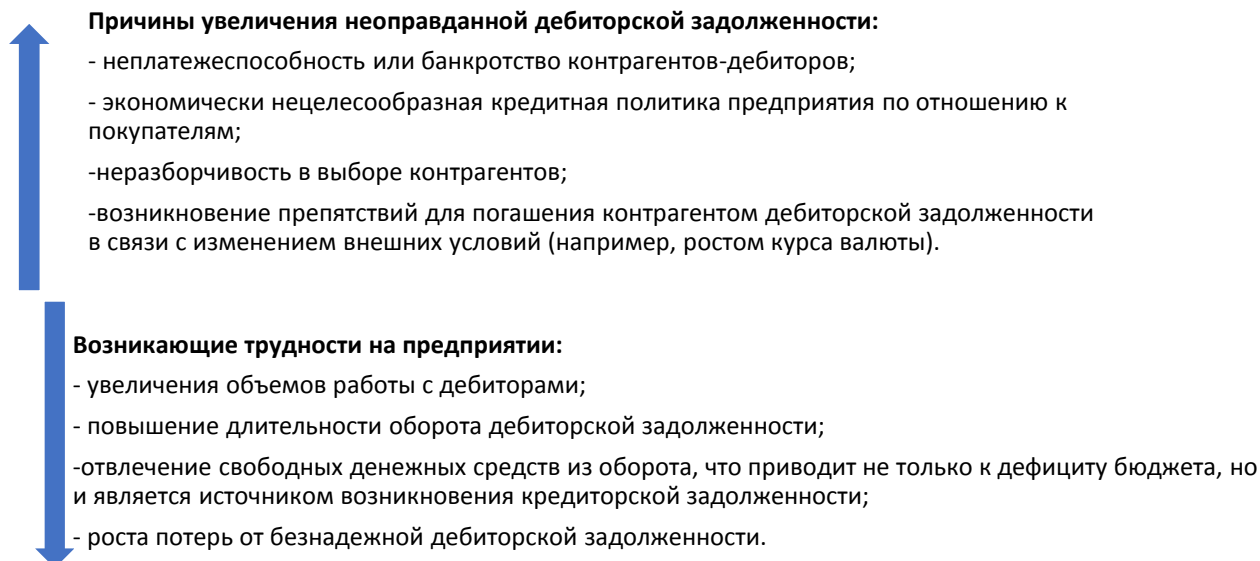 Причины увеличения неоправданной дебиторской задолженности:
- неплатежеспособность или банкротство контрагентов-дебиторов;
- экономически нецелесообразная кредитная политика предприятия по отношению к
покупателям;
-неразборчивость в выборе контрагентов;
-возникновение препятствий для погашения контрагентом дебиторской задолженности
в связи с изменением внешних условий (например, ростом курса валюты).
Возникающие трудности на предприятии:
- увеличения объемов работы с дебиторами;
- повышение длительности оборота дебиторской задолженности;
-отвлечение свободных денежных средств из оборота, что приводит не только к дефициту бюджета, но
и является источником возникновения кредиторской задолженности;
- роста потерь от безнадежной дебиторской задолженности.